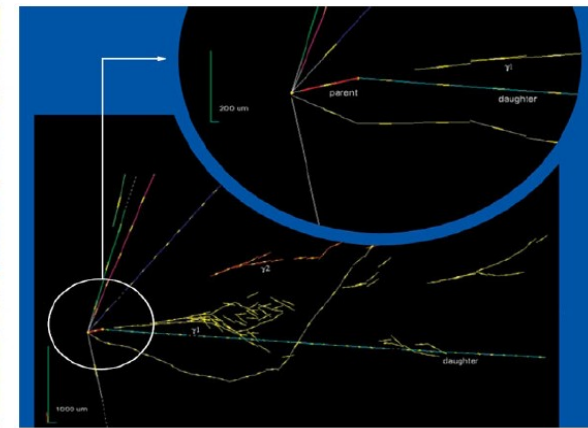 γ1
parent
daughter
200 um
γ2
γ1
daughter
1000 um